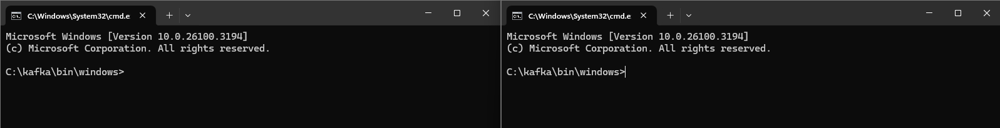 C:\Windows\System32\cmd.e
Microsoft Windows [Version 10.0.26100.3194]
(c) Microsoft Corporation. All rights reserved.
C:\kafka\bin\windows>
C:\Windows\System32\cmd.e
Microsoft Windows [Version 10.0.26100.3194]
(c) Microsoft Corporation. All rights reserved.
C:\kafka\bin\windows>